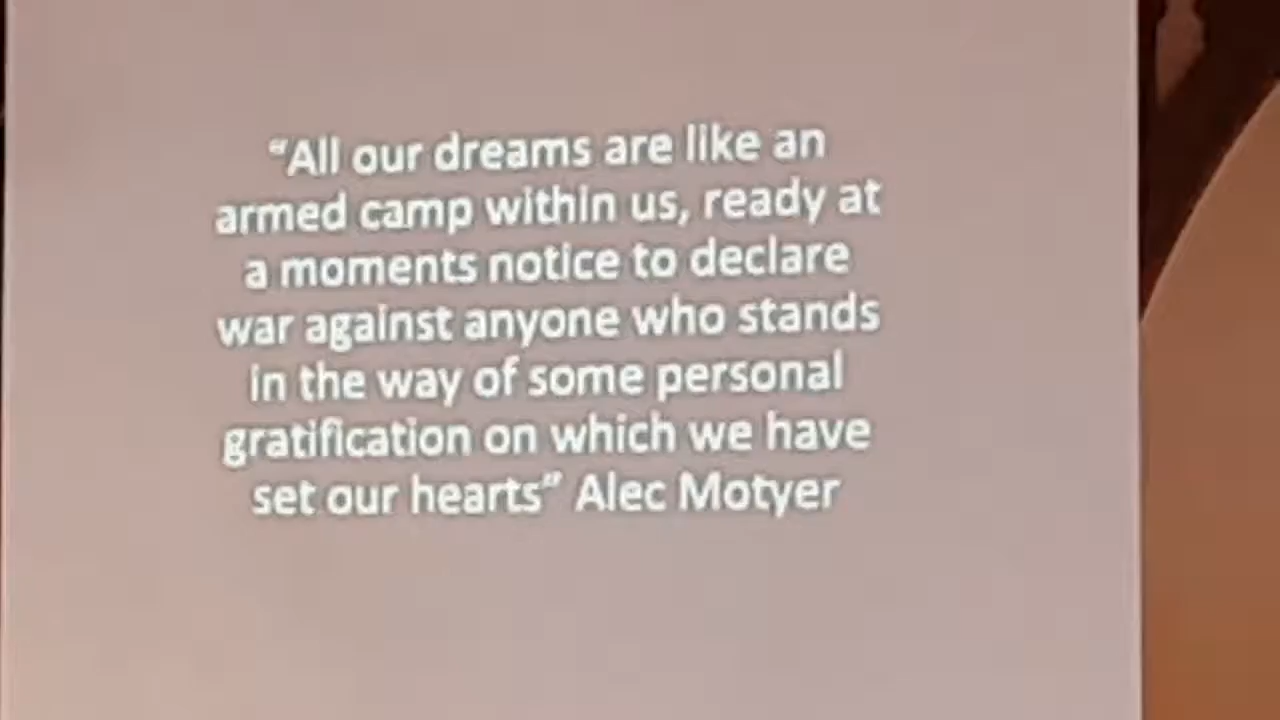 “All our dreams are like an
armed camp within us, ready at
a moments notice to declare
war against anyone who stands
in the way of some personal
gratification on which we have
set our hearts” Alec Motyer